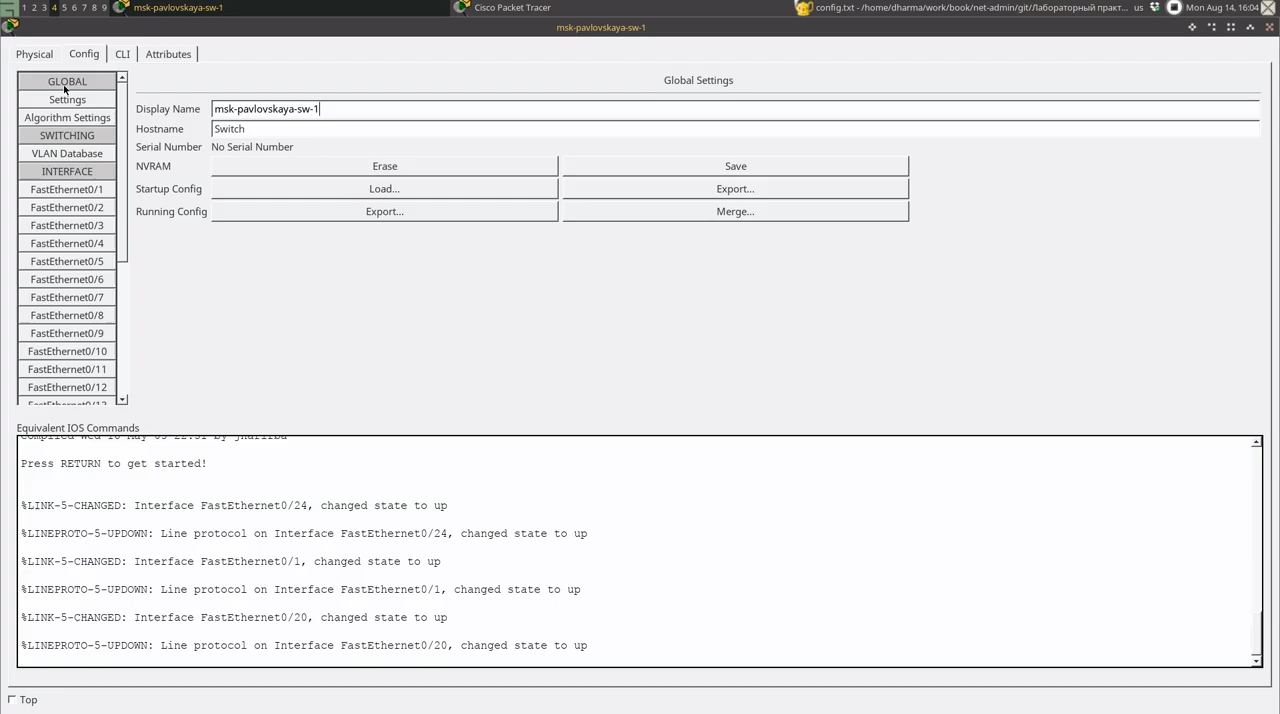 1 2 3 4 5 6 7 8 9 msk-pavlovskaya-sw-1 Cisco Packet Tracer config.txt - /home/dharma/work/book/net-admin/git/Лабораторный практ... us Mon Aug 14, 16:04
msk-pavlovskaya-sw-1
Physical Config CLI Attributes
GLOBAL
Settings
Algorithm Settings
SWITCHING
VLAN Database
INTERFACE
FastEthernet0/1
FastEthernet0/2
FastEthernet0/3
FastEthernet0/4
FastEthernet0/5
FastEthernet0/6
FastEthernet0/7
FastEthernet0/8
FastEthernet0/9
FastEthernet0/10
FastEthernet0/11
FastEthernet0/12
FastEthernet0/13
Global Settings
Display Name msk-pavlovskaya-sw-1
Hostname Switch
Serial Number No Serial Number
NVRAM Erase Save
Startup Config Load... Export...
Running Config Export... Merge...
Equivalent IOS Commands
Press RETURN to get started!
%LINK-5-CHANGED: Interface FastEthernet0/24, changed state to up
%LINEPROTO-5-UPDOWN: Line protocol on Interface FastEthernet0/24, changed state to up
%LINK-5-CHANGED: Interface FastEthernet0/1, changed state to up
%LINEPROTO-5-UPDOWN: Line protocol on Interface FastEthernet0/1, changed state to up
%LINK-5-CHANGED: Interface FastEthernet0/20, changed state to up
%LINEPROTO-5-UPDOWN: Line protocol on Interface FastEthernet0/20, changed state to up
Top